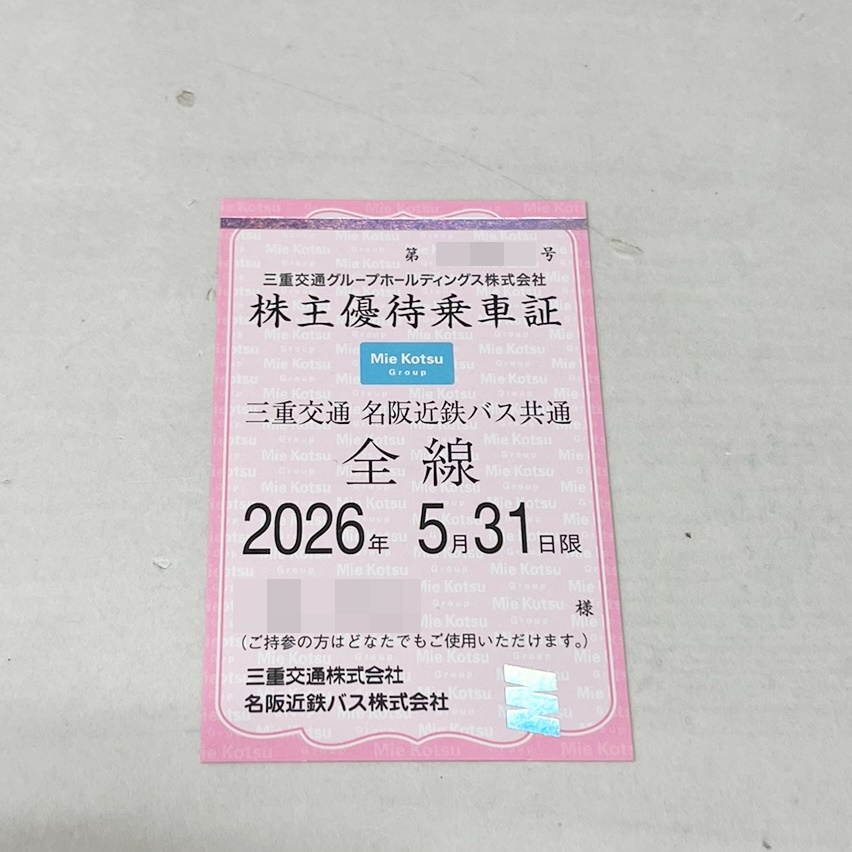 第 号
三重交通グループホールディングス株式会社
株主優待乗車証
Mie Kotsu
Group
三重交通 名阪近鉄バス共通
全線
2026年 5月31日限
様
(ご持参の方はどなたでもご使用いただけます。)
三重交通株式会社
名阪近鉄バス株式会社